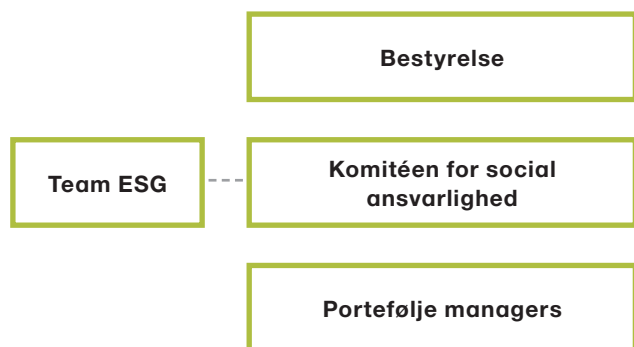 Bestyrelse
Team ESG
Komitéen for social
ansvarlighed
Portefølje managers